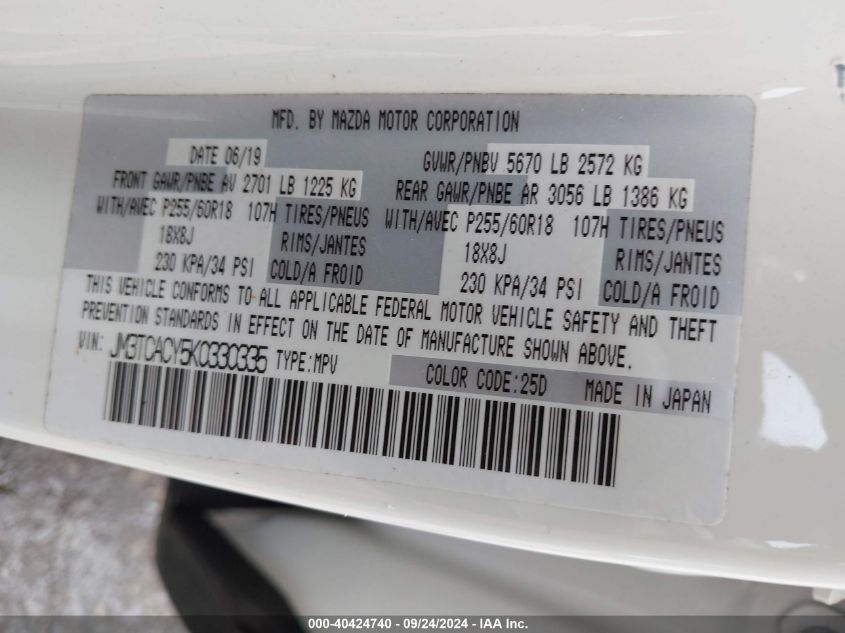 MFD. BY MAZDA MOTOR CORPORATION
DATE 06/19 GVWR/PNBV 5670 LB 2572 KG
FRONT GAWR/PNBE AV 2701 LB 1225 KG REAR GAWR/PNBE AR 3056 LB 1386 KG
WITH/AVEC P255/60R18 107H TIRES/PNEUS WITH/AVEC P255/60R18 107H TIRES/PNEUS
18X8J RIMS/JANTES 18X8J RIMS/JANTES
230 KPA/34 PSI COLD/A FROID 230 KPA/34 PSI COLD/A FROID
THIS VEHICLE CONFORMS TO ALL APPLICABLE FEDERAL MOTOR VEHICLE SAFETY AND THEFT
PREVENTION STANDARDS IN EFFECT ON THE DATE OF MANUFACTURE SHOWN ABOVE.
VIN: JM3TCACY5K0330335 TYPE:MPV
COLOR CODE:25D MADE IN JAPAN
000-40424740 - 09/24/2024 - IAA Inc.